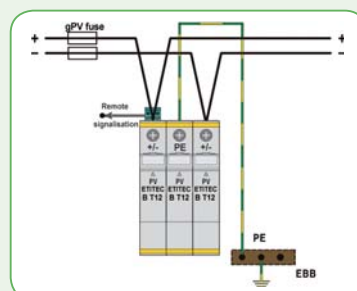 gPV fuse
+ +
− −
Remote
signalisation
+/- PE +/-
PV
ETITEC
B T12
PV
ETITEC
B T12
PV
ETITEC
B T12
PE
EBB